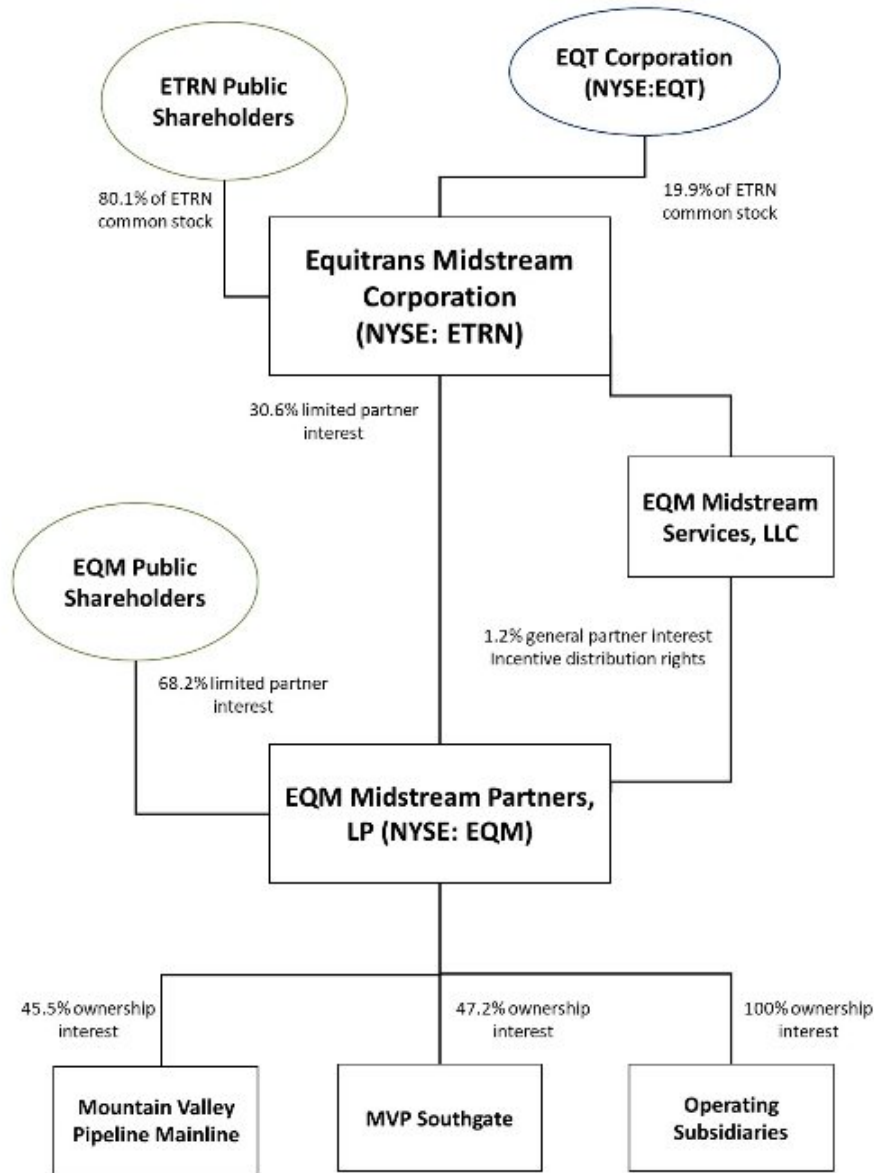 ETRN Public
Shareholders
EQT Corporation
(NYSE:EQT)
80.1% of ETRN
common stock
19.9% of ETRN
common stock
Equitrans Midstream
Corporation
(NYSE: ETRN)
30.6% limited partner
interest
EQM Midstream
Services, LLC
EQM Public
Shareholders
1.2% general partner interest
Incentive distribution rights
68.2% limited partner
interest
EQM Midstream Partners,
LP (NYSE: EQM)
45.5% ownership
interest
47.2% ownership
interest
100% ownership
interest
Mountain Valley
Pipeline Mainline
MVP Southgate
Operating
Subsidiaries